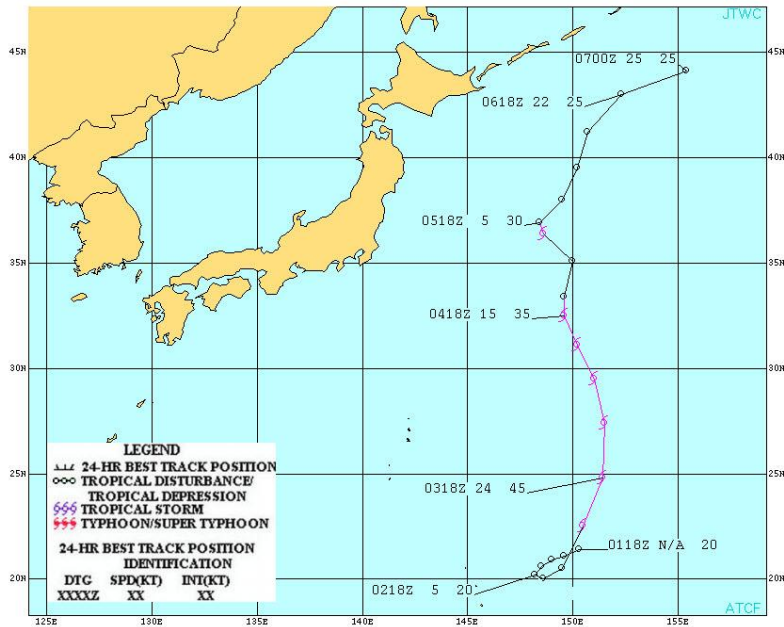 JTWC
45N
0700Z 25 25
0618Z 22 25
40N
0518Z 5 30
35N
0418Z 15 35
30N
LEGEND
24-HR BEST TRACK POSITION
TROPICAL DISTURBANCE/
TROPICAL DEPRESSION
TROPICAL STORM
TYPHOON/SUPER TYPHOON
24-HR BEST TRACK POSITION
IDENTIFICATION
DTG SPD(KT) INT(KT)
XXXXZ XX XX
25N
0318Z 24 45
0118Z N/A 20
20N
0218Z 5 20
ATCF
125E 130E 135E 140E 145E 150E 155E